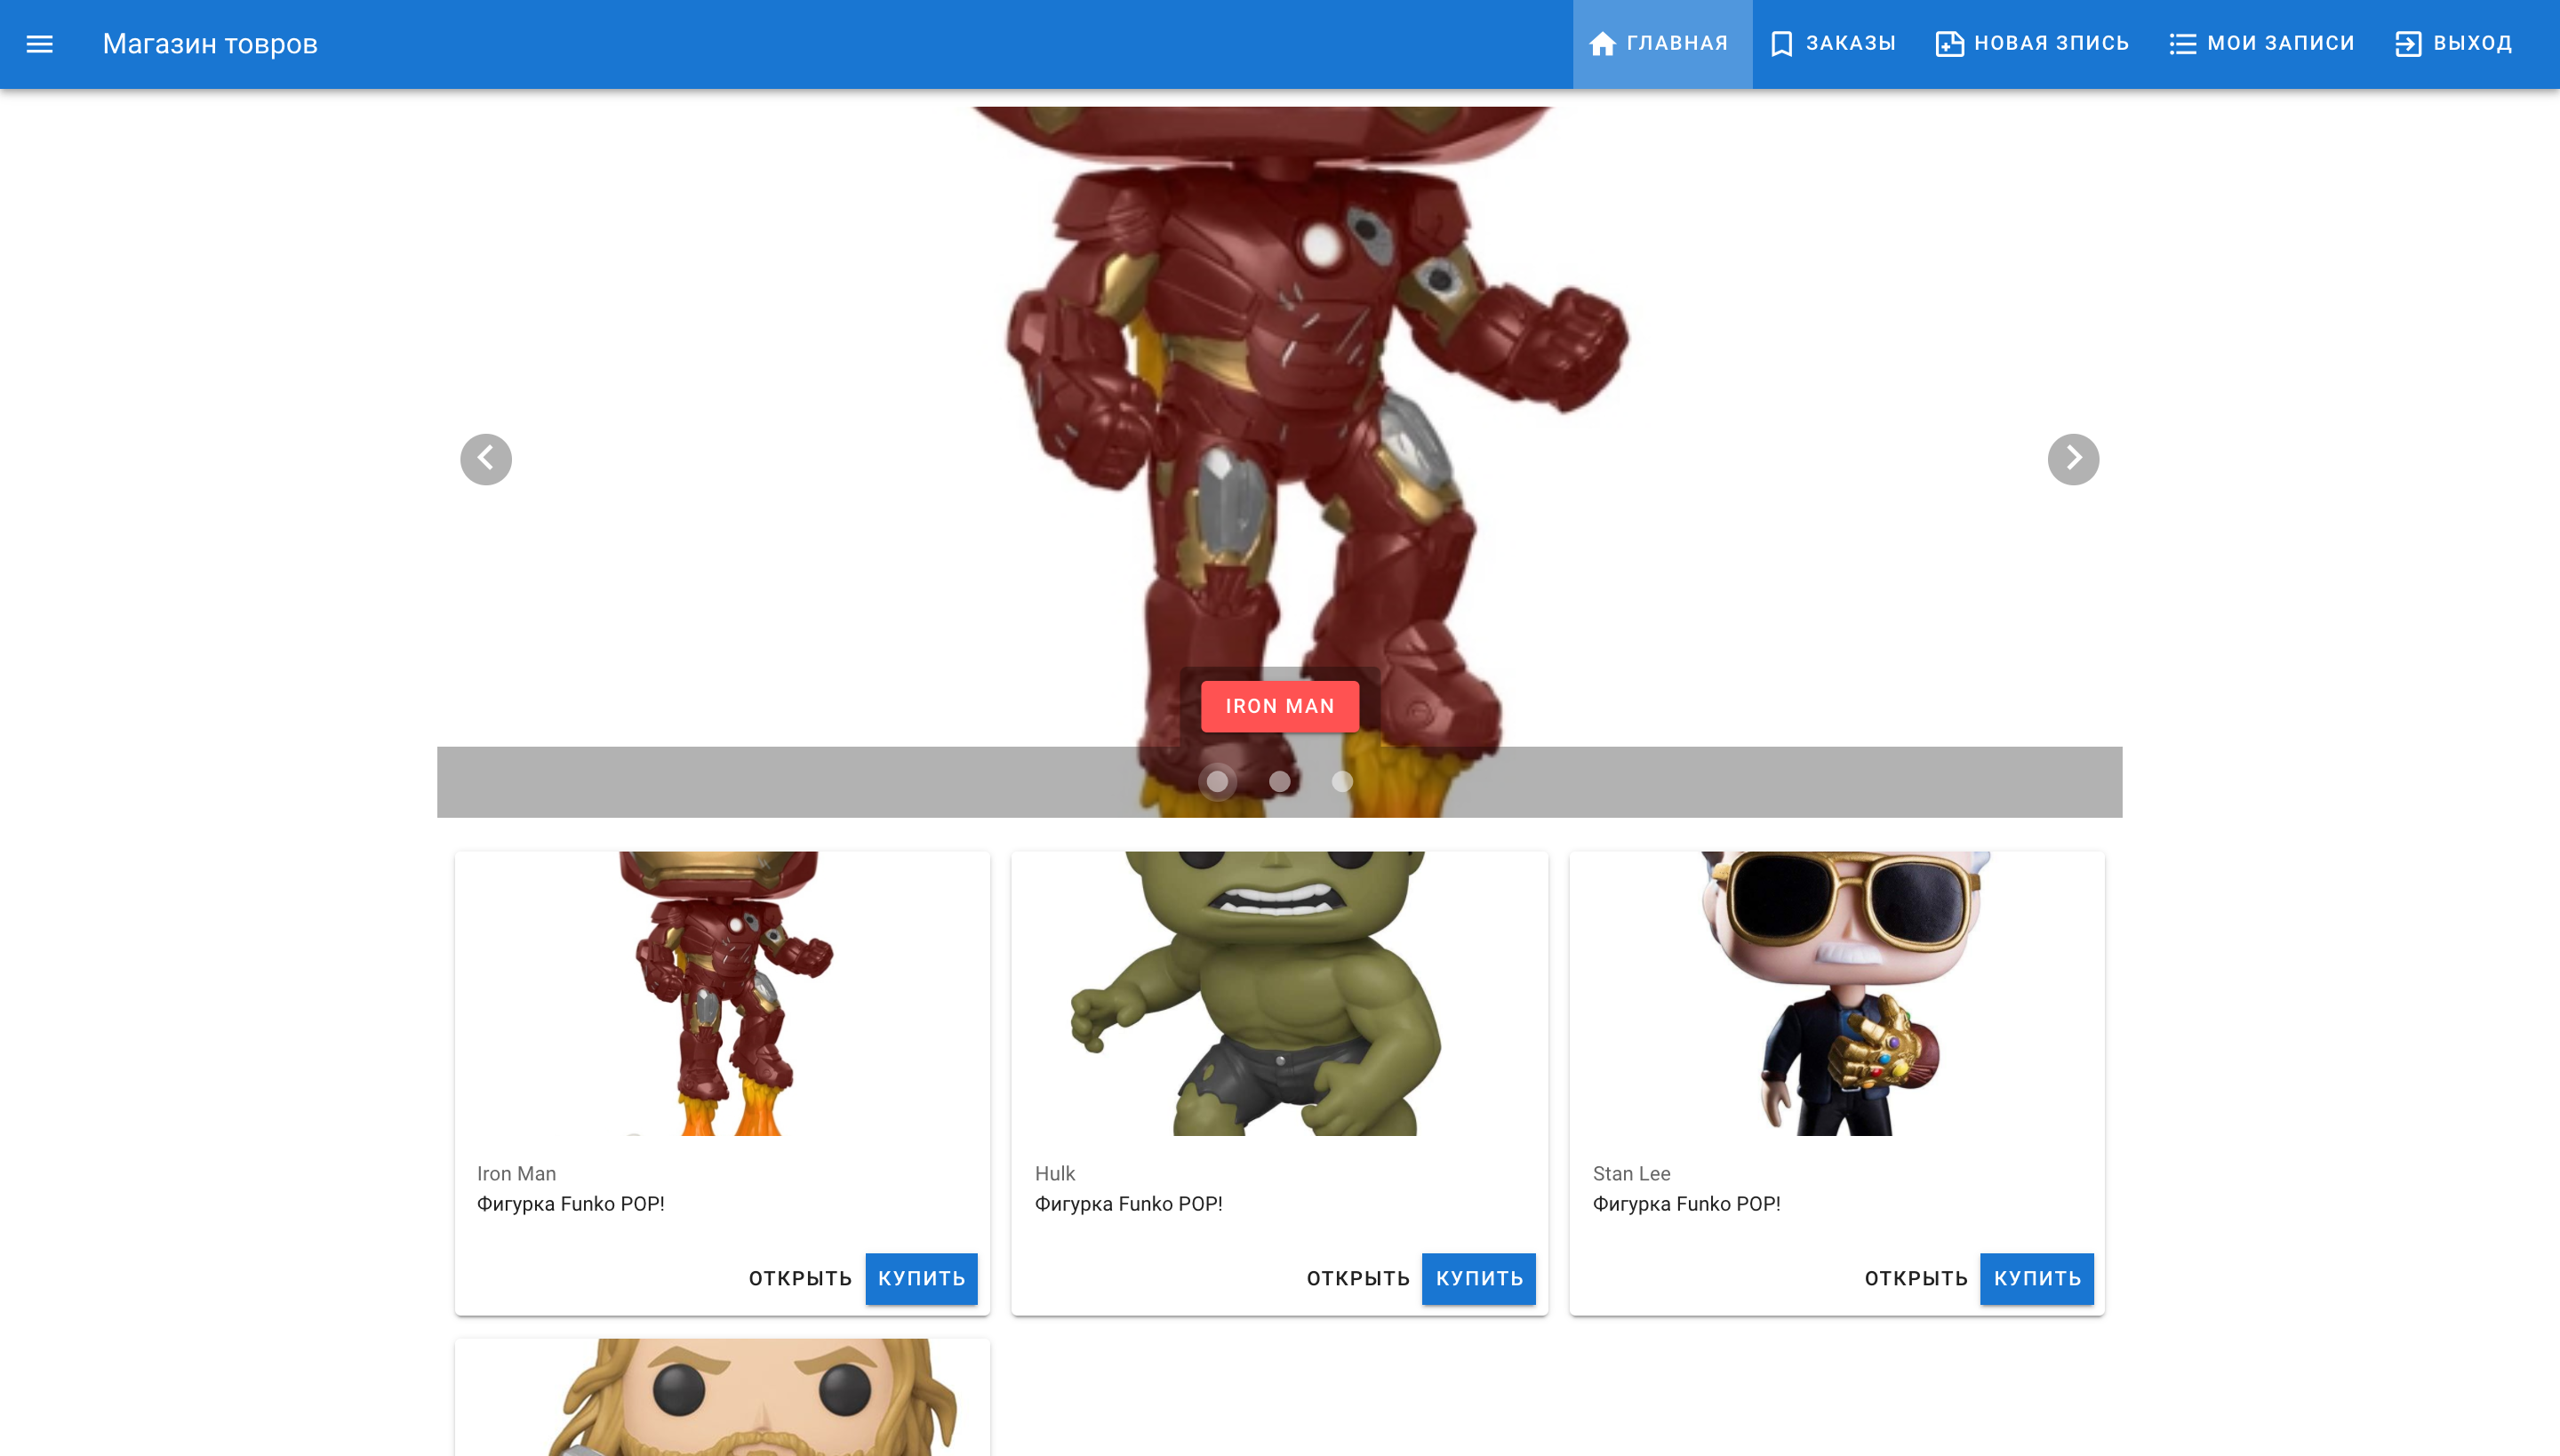 Магазин товров
ГЛАВНАЯ
ЗАКАЗЫ
НОВАЯ ЗПИСЬ
МОИ ЗАПИСИ
ВЫХОД
IRON MAN
Iron Man
Фигурка Funko POP!
ОТКРЫТЬ
КУПИТЬ
Hulk
Фигурка Funko POP!
ОТКРЫТЬ
КУПИТЬ
Stan Lee
Фигурка Funko POP!
ОТКРЫТЬ
КУПИТЬ